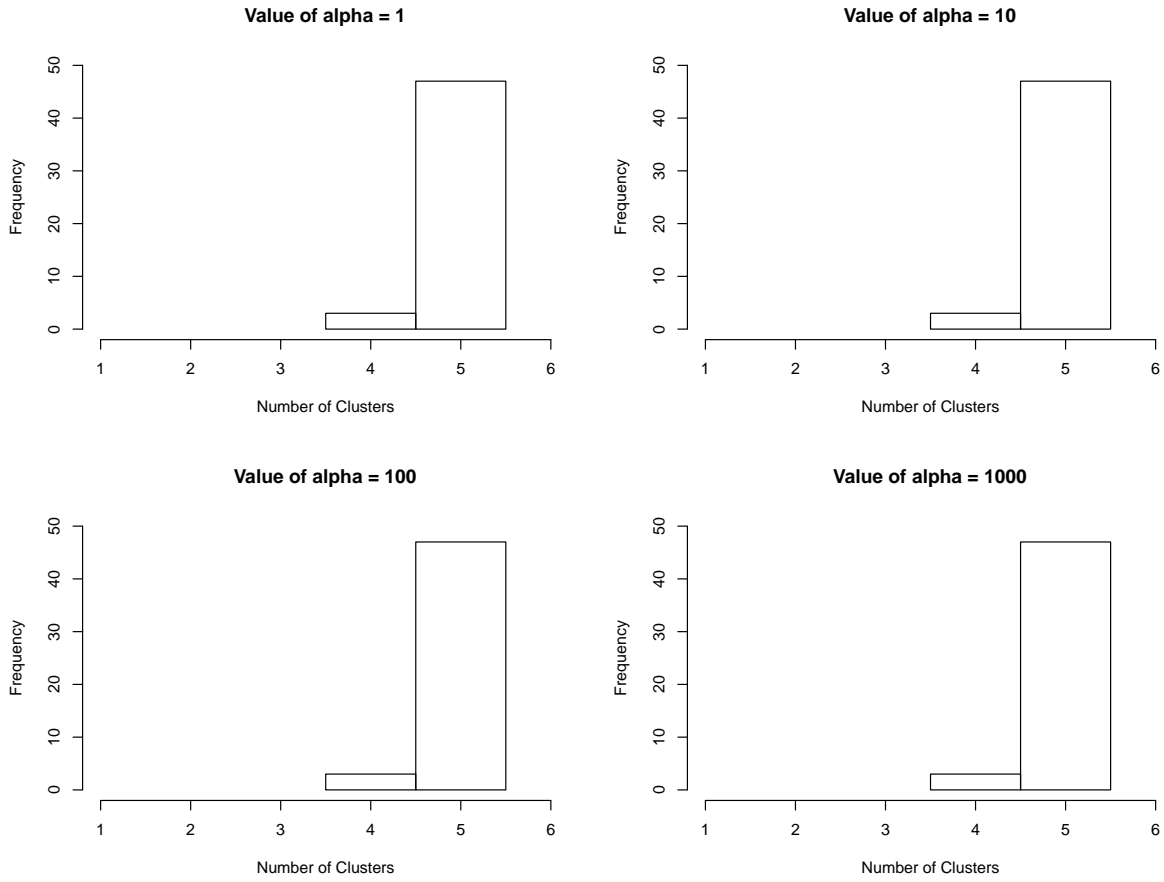 Value of alpha = 1
50
40
30
20
10
0
Frequency
1 2 3 4 5 6
Number of Clusters
Value of alpha = 10
50
40
30
20
10
0
Frequency
1 2 3 4 5 6
Number of Clusters
Value of alpha = 100
50
40
30
20
10
0
Frequency
1 2 3 4 5 6
Number of Clusters
Value of alpha = 1000
50
40
30
20
10
0
Frequency
1 2 3 4 5 6
Number of Clusters